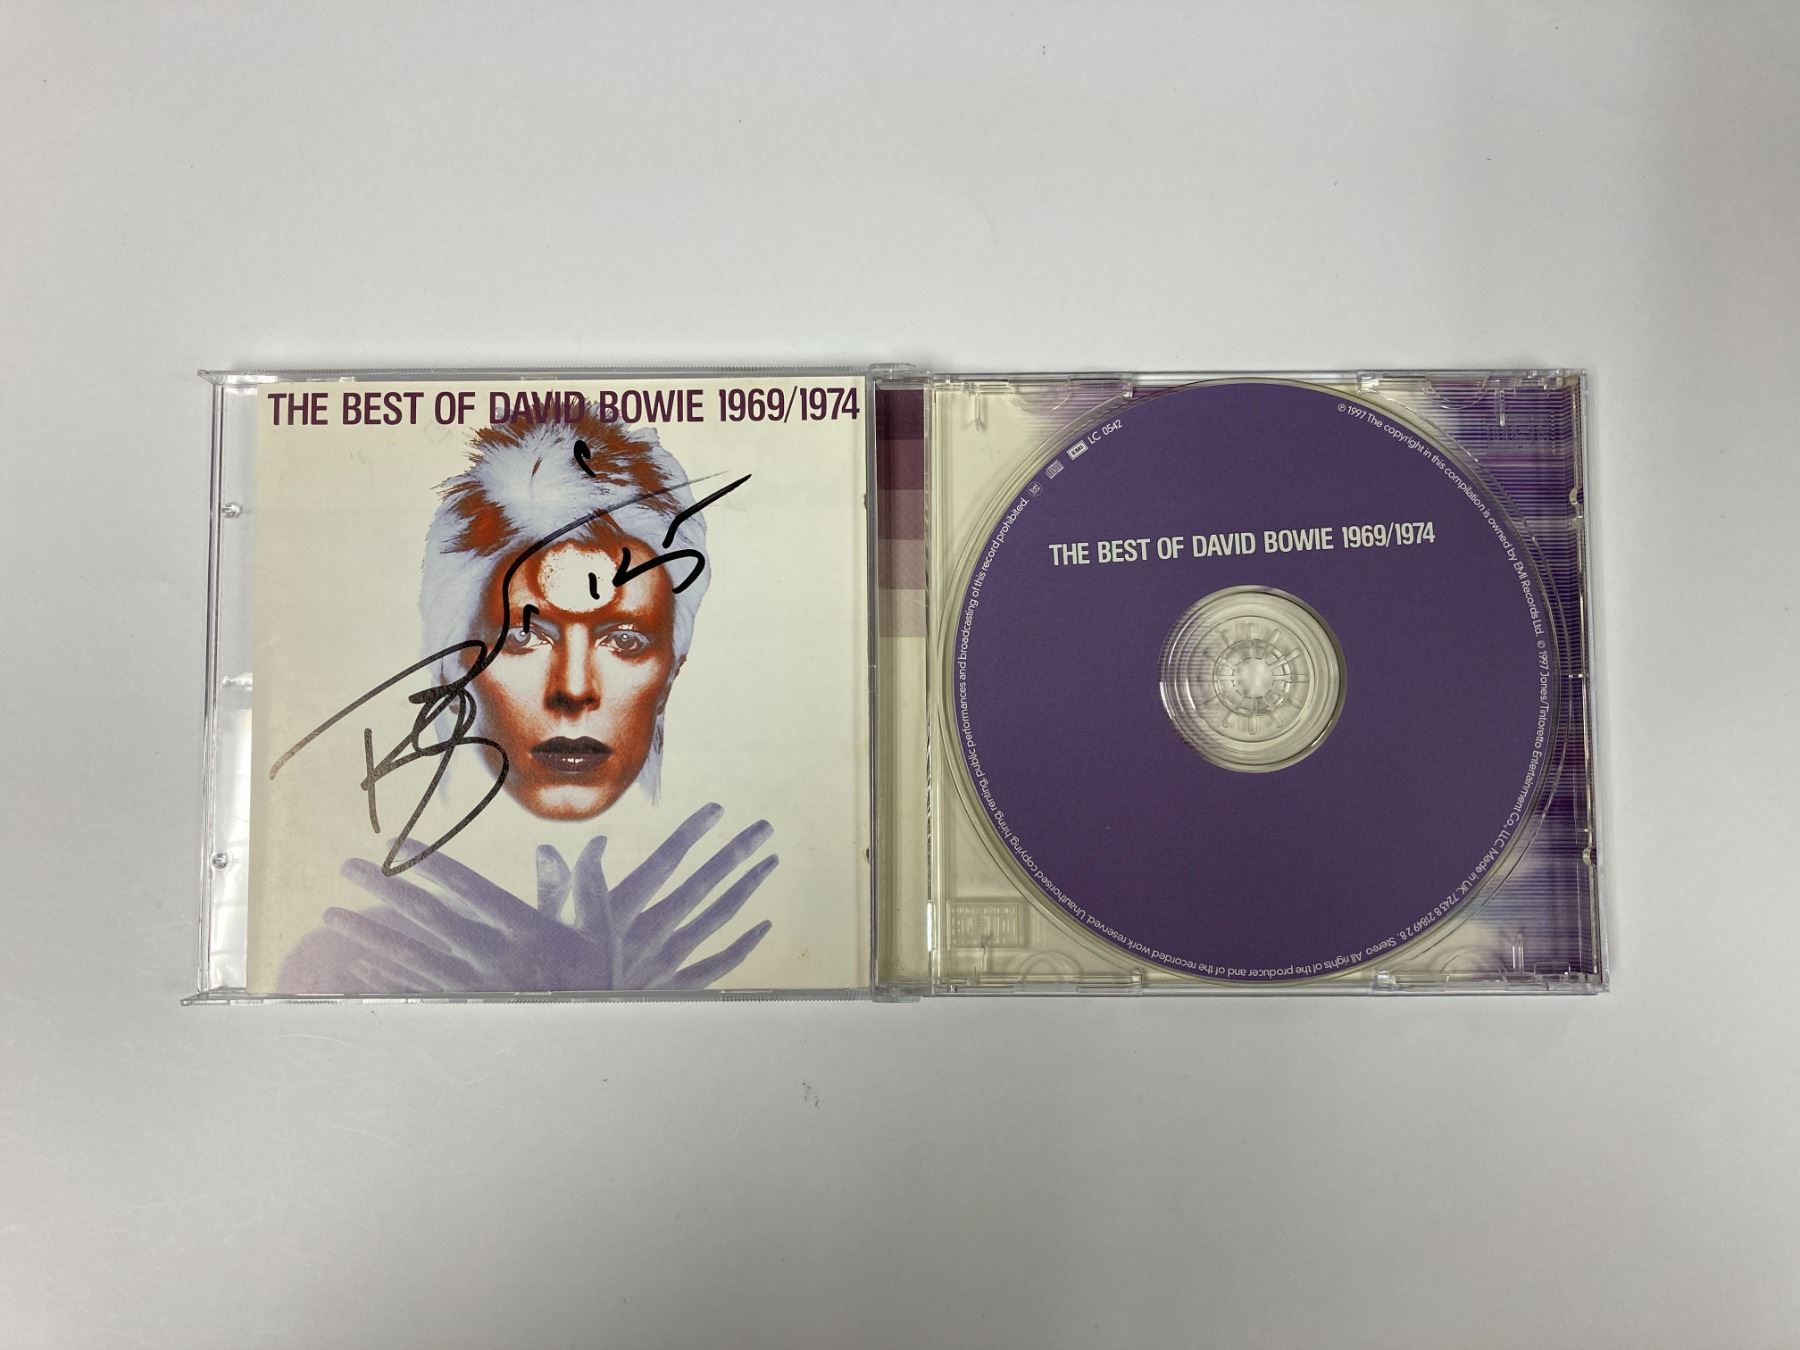 THE BEST OF DAVID BOWIE 1969/1974
THE BEST OF DAVID BOWIE 1969/1974
EMI LC 0542
℗ 1997 The copyright in this compilation is owned by EMI Records Ltd. © 1997 Jones/Tintoretto Entertainment Co., LLC. Made in UK. 7243 8 21849 2 8. Stereo All rights of the producer and of the recorded work reserved. Unauthorised copying, hiring, renting, public performances and broadcasting of this record prohibited.